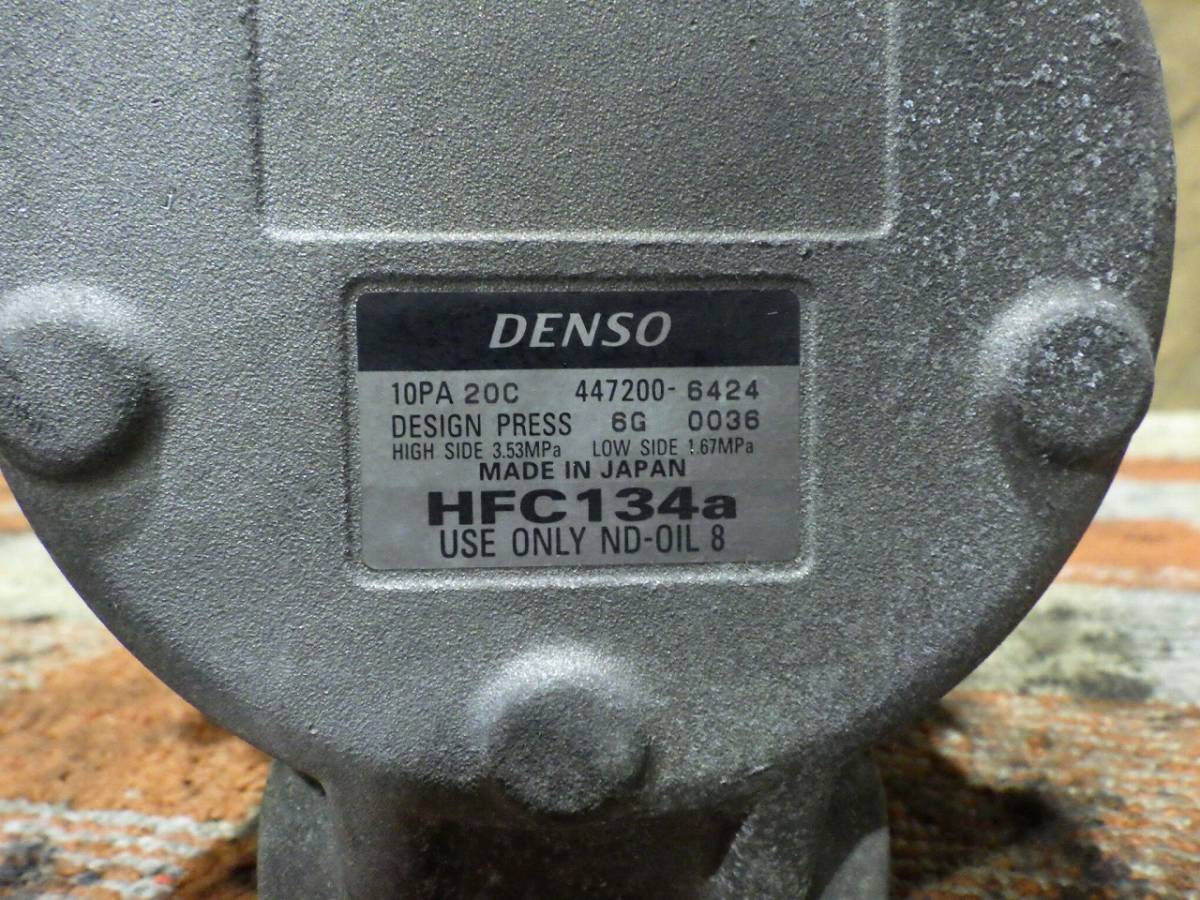 DENSO
10PA 20C 447200-6424
DESIGN PRESS 6G 0036
HIGH SIDE 3.53MPa LOW SIDE 1.67MPa
MADE IN JAPAN
HFC134a
USE ONLY ND-OIL 8